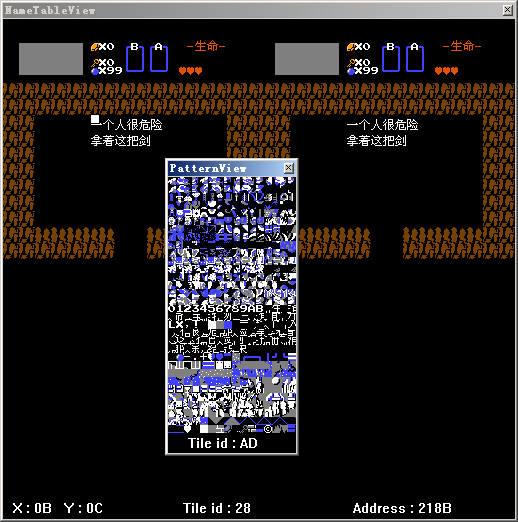 NameTableView
X0 B A -生命-
X0
X99
X0 B A -生命-
X0
X99
一个人很危险
拿着这把剑
一个人很危险
拿着这把剑
PatternView
0123456789AB
Tile id : AD
X : 0B Y : 0C
Tile id : 28
Address : 218B